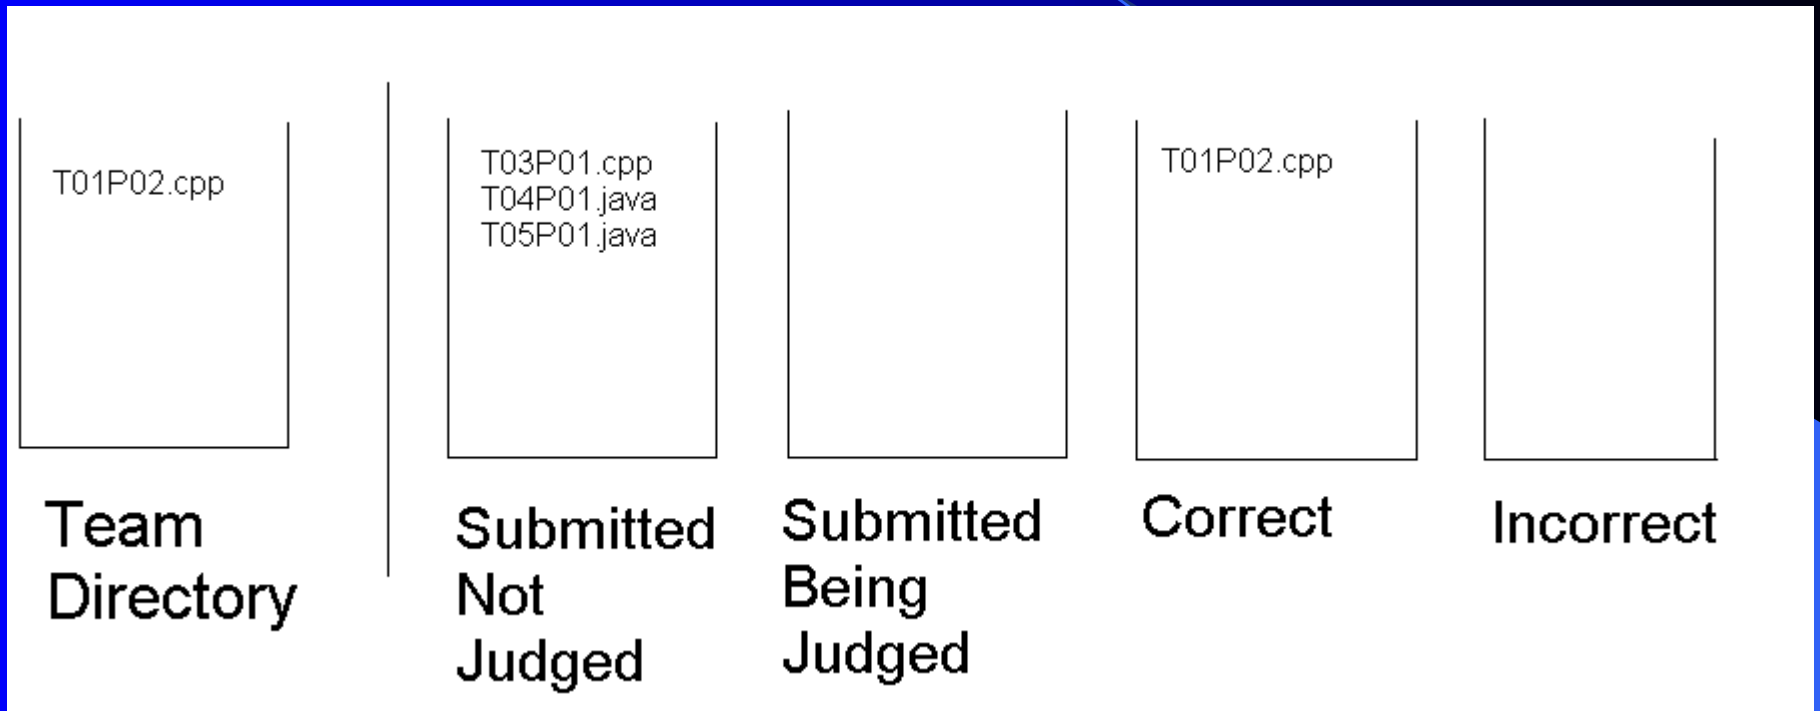 T01P02.cpp
T03P01.cpp
T04P01.java
T05P01.java
T01P02.cpp
Team
Directory
Submitted
Not
Judged
Submitted
Being
Judged
Correct
Incorrect